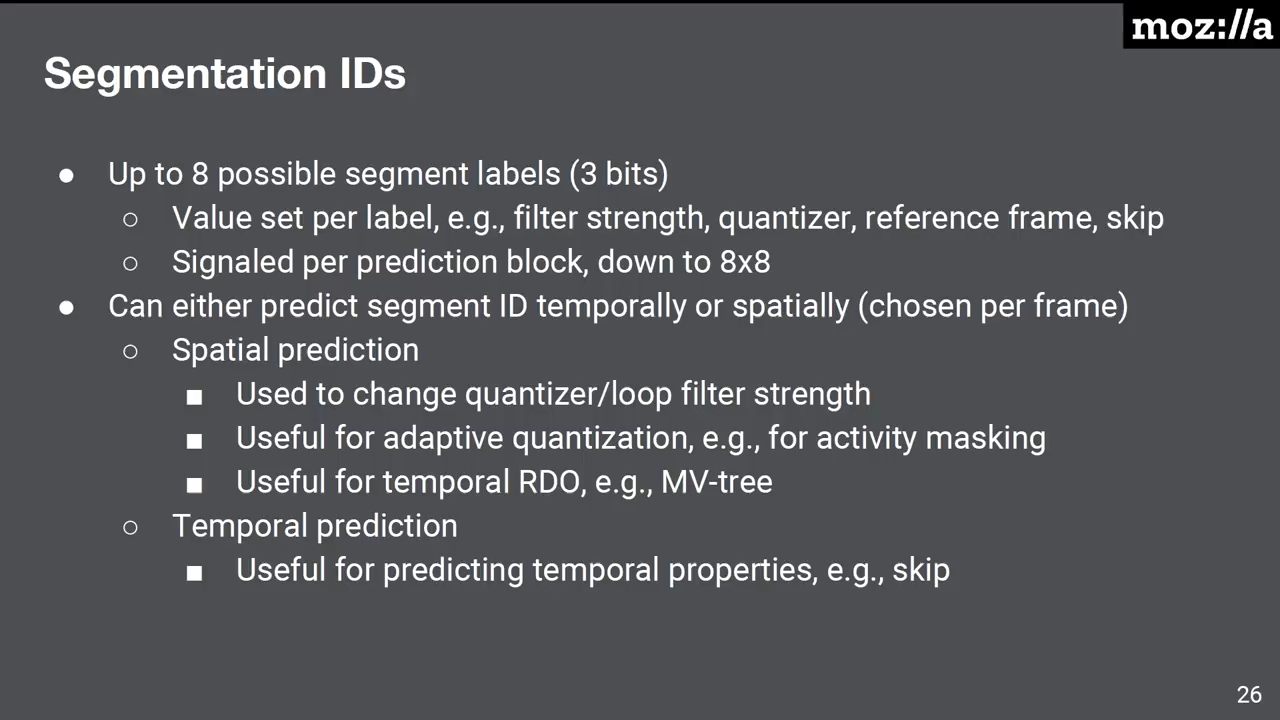 moz://a
Segmentation IDs
● Up to 8 possible segment labels (3 bits)
○ Value set per label, e.g., filter strength, quantizer, reference frame, skip
○ Signaled per prediction block, down to 8x8
● Can either predict segment ID temporally or spatially (chosen per frame)
○ Spatial prediction
■ Used to change quantizer/loop filter strength
■ Useful for adaptive quantization, e.g., for activity masking
■ Useful for temporal RDO, e.g., MV-tree
○ Temporal prediction
■ Useful for predicting temporal properties, e.g., skip
26